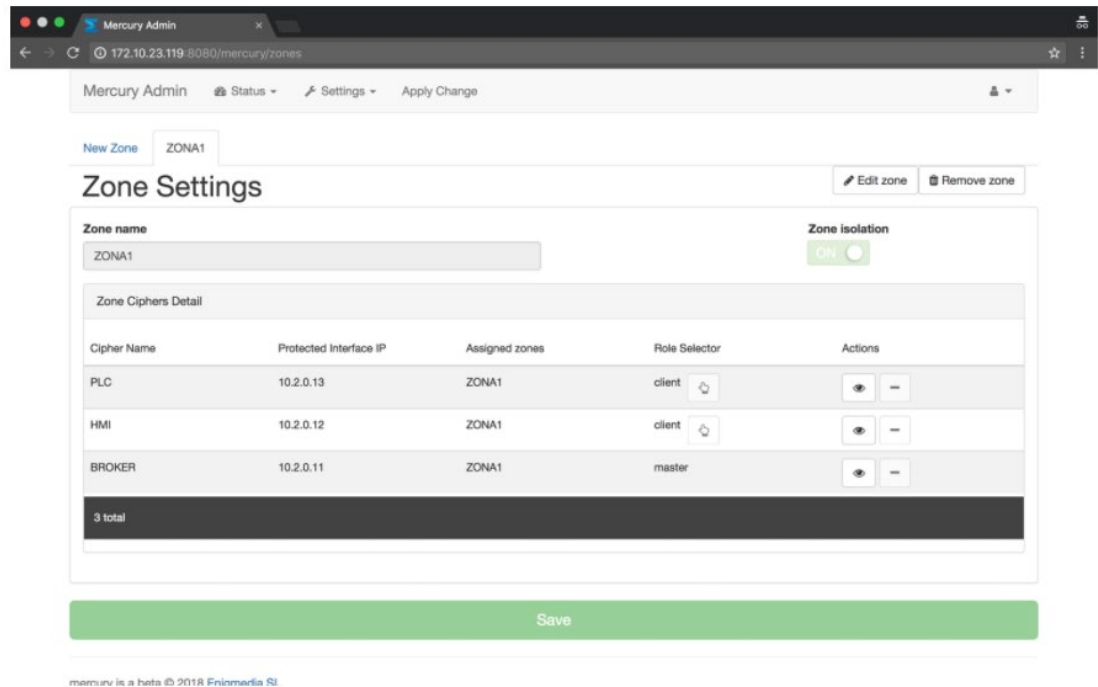 Mercury Admin
172.10.23.119:8080/mercury/zones
Mercury Admin Status Settings Apply Change
New Zone ZONA1
Zone Settings Edit zone Remove zone
Zone name Zone isolation
ZONA1 ON
Zone Ciphers Detail
Cipher Name Protected Interface IP Assigned zones Role Selector Actions
PLC 10.2.0.13 ZONA1 client
HMI 10.2.0.12 ZONA1 client
BROKER 10.2.0.11 ZONA1 master
3 total
Save
mercury is a beta © 2018 Enigmedia SL.